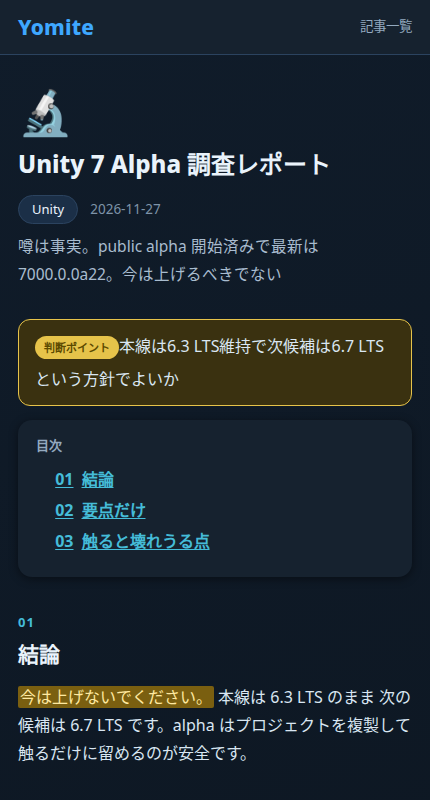 Yomite
記事一覧
Unity 7 Alpha 調査レポート
Unity
2026-11-27
噂は事実。public alpha 開始済みで最新は
7000.0.0a22。今は上げるべきでない
判断ポイント 本線は6.3 LTS維持で次候補は6.7 LTS
という方針でよいか
目次
01 結論
02 要点だけ
03 触ると壊れうる点
01
結論
今は上げないでください。 本線は 6.3 LTS のまま 次の
候補は 6.7 LTS です。alpha はプロジェクトを複製して
触るだけに留めるのが安全です。